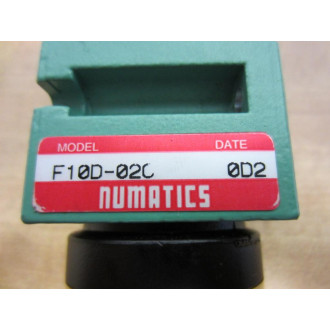 MODEL DATE
F10D-02C 0D2
NUMATICS